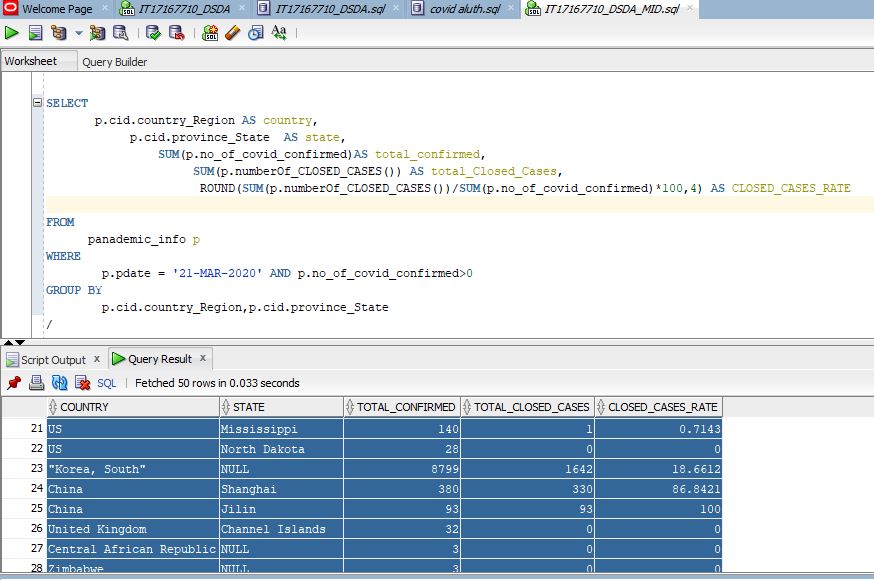 Welcome Page IT17167710_DSDA IT17167710_DSDA.sql covid aluth.sql IT17167710_DSDA_MID.sql
Aa
Worksheet Query Builder
SELECT
p.cid.country_Region AS country,
p.cid.province_State AS state,
SUM(p.no_of_covid_confirmed)AS total_confirmed,
SUM(p.numberOf_CLOSED_CASES()) AS total_Closed_Cases,
ROUND(SUM(p.numberOf_CLOSED_CASES())/SUM(p.no_of_covid_confirmed)*100,4) AS CLOSED_CASES_RATE
FROM
panademic_info p
WHERE
p.pdate = '21-MAR-2020' AND p.no_of_covid_confirmed>0
GROUP BY
p.cid.country_Region,p.cid.province_State
/
Script Output x Query Result x
SQL | Fetched 50 rows in 0.033 seconds
COUNTRY STATE TOTAL_CONFIRMED TOTAL_CLOSED_CASES CLOSED_CASES_RATE
21 US Mississippi 140 1 0.7143
22 US North Dakota 28 0 0
23 "Korea, South" NULL 8799 1642 18.6612
24 China Shanghai 380 330 86.8421
25 China Jilin 93 93 100
26 United Kingdom Channel Islands 32 0 0
27 Central African Republic NULL 3 0 0
28 Zimbabwe NULL 3 0 0